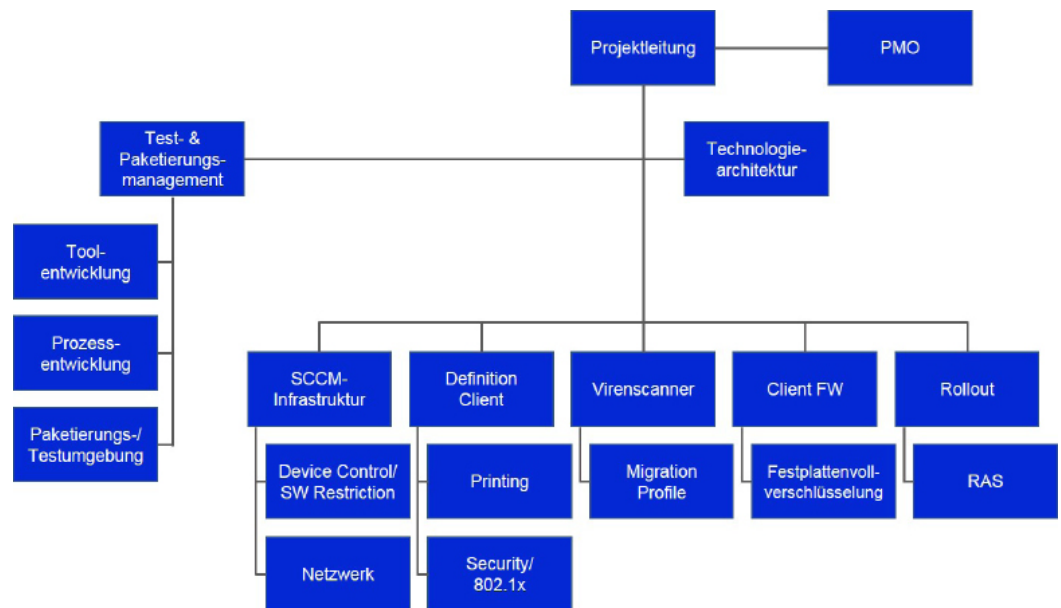 Projektleitung
PMO
Test- &
Paketierungs-
management
Technologie-
architektur
Tool-
entwicklung
Prozess-
entwicklung
Paketierungs-/
Testumgebung
SCCM-
Infrastruktur
Definition
Client
Virenscanner
Client FW
Rollout
Device Control/
SW Restriction
Printing
Migration
Profile
Festplattenvoll-
verschlüsselung
RAS
Netzwerk
Security/
802.1x